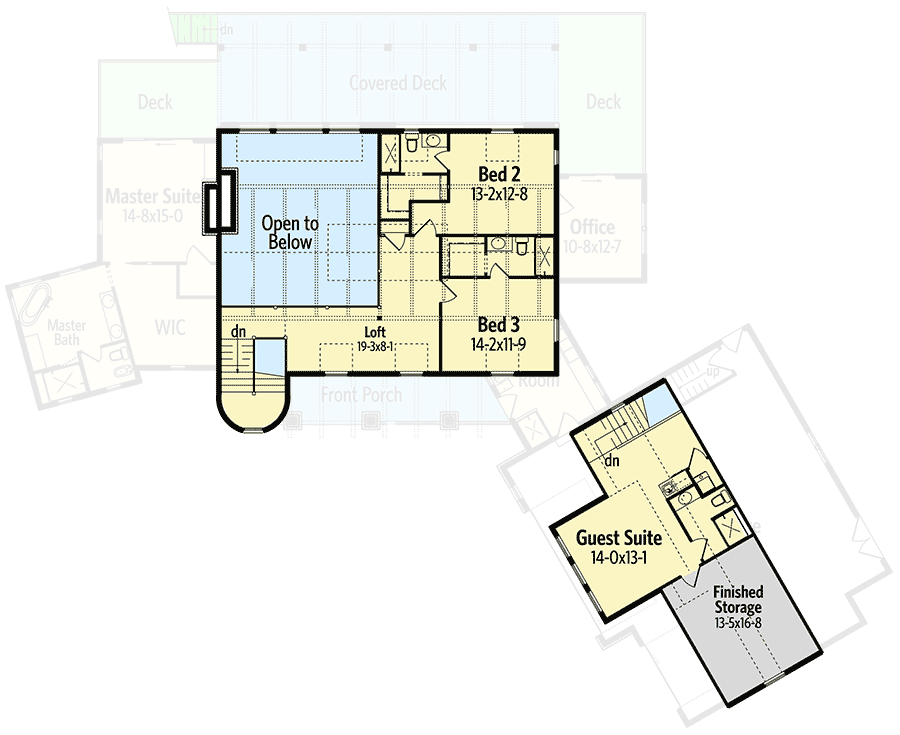 dn
Covered Deck
Deck
Deck
Master Suite
14-8x15-0
Bed 2
13-2x12-8
Open to
Below
Office
10-8x12-7
Master
Bath
WIC
dn
Loft
19-3x8-1
Bed 3
14-2x11-9
Front Porch
Room
up
dn
Guest Suite
14-0x13-1
Finished
Storage
13-5x16-8